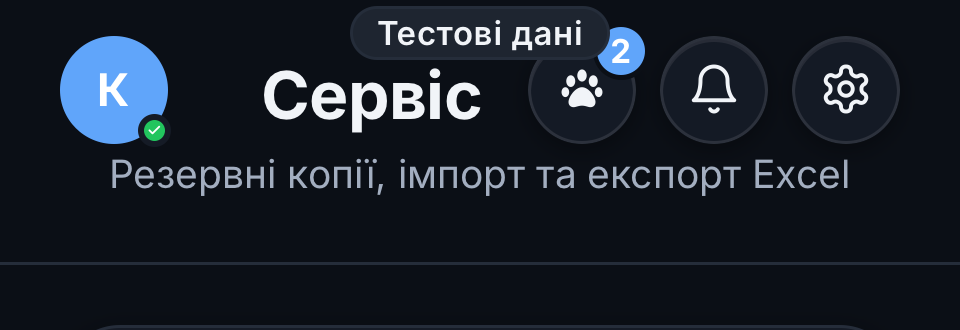 Тестові дані
К
Сервіс
2
Резервні копії, імпорт та експорт Excel